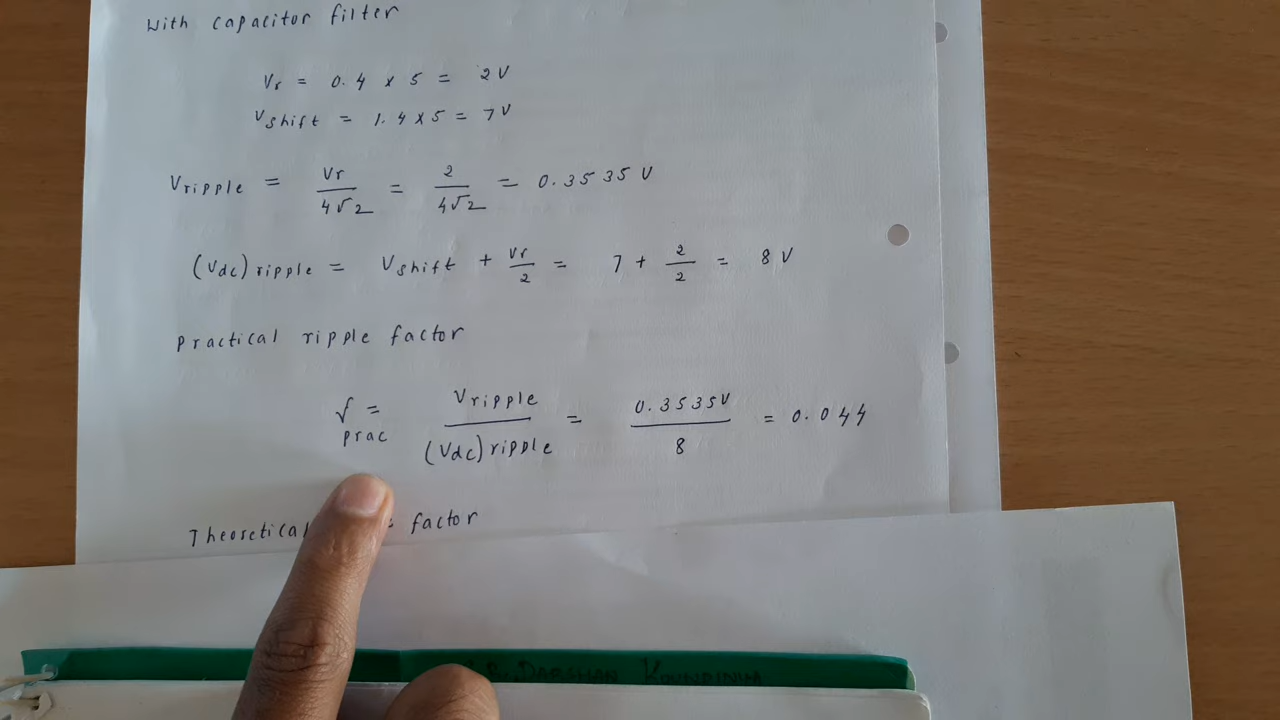 With capacitor filter
Vr = 0.4 x 5 = 2V
Vshift = 1.4 x 5 = 7V
Vripple = Vr / 4√2 = 2 / 4√2 = 0.3535 V
(Vdc)ripple = Vshift + Vr / 2 = 7 + 2 / 2 = 8 V
practical ripple factor
√prac = Vripple / (Vdc)ripple = 0.3535V / 8 = 0.044
Theoretical factor
DARSHAN KOUNDINYA